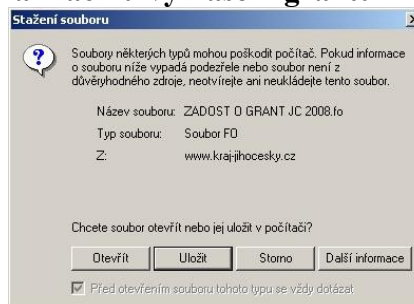 Stažení souboru
Soubory některých typů mohou poškodit počítač. Pokud informace
o souboru níže vypadá podezřele nebo soubor není z
důvěryhodného zdroje, neotvírejte ani neukládejte tento soubor.
Název souboru: ZADOST O GRANT JC 2008.fo
Typ souboru: Soubor FO
Z: www.kraj-jihocesky.cz
Chcete soubor otevřít nebo jej uložit v počítači?
Otevřít Uložit Storno Další informace
Před otevřením souboru tohoto typu se vždy dotázat